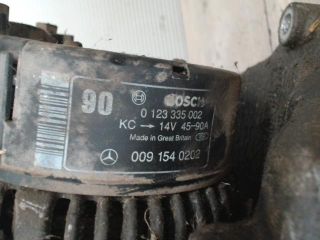 90
BOSCH
0 123 335 002
KC → 14V 45-90A
Made in Great Britain
009 154 0202